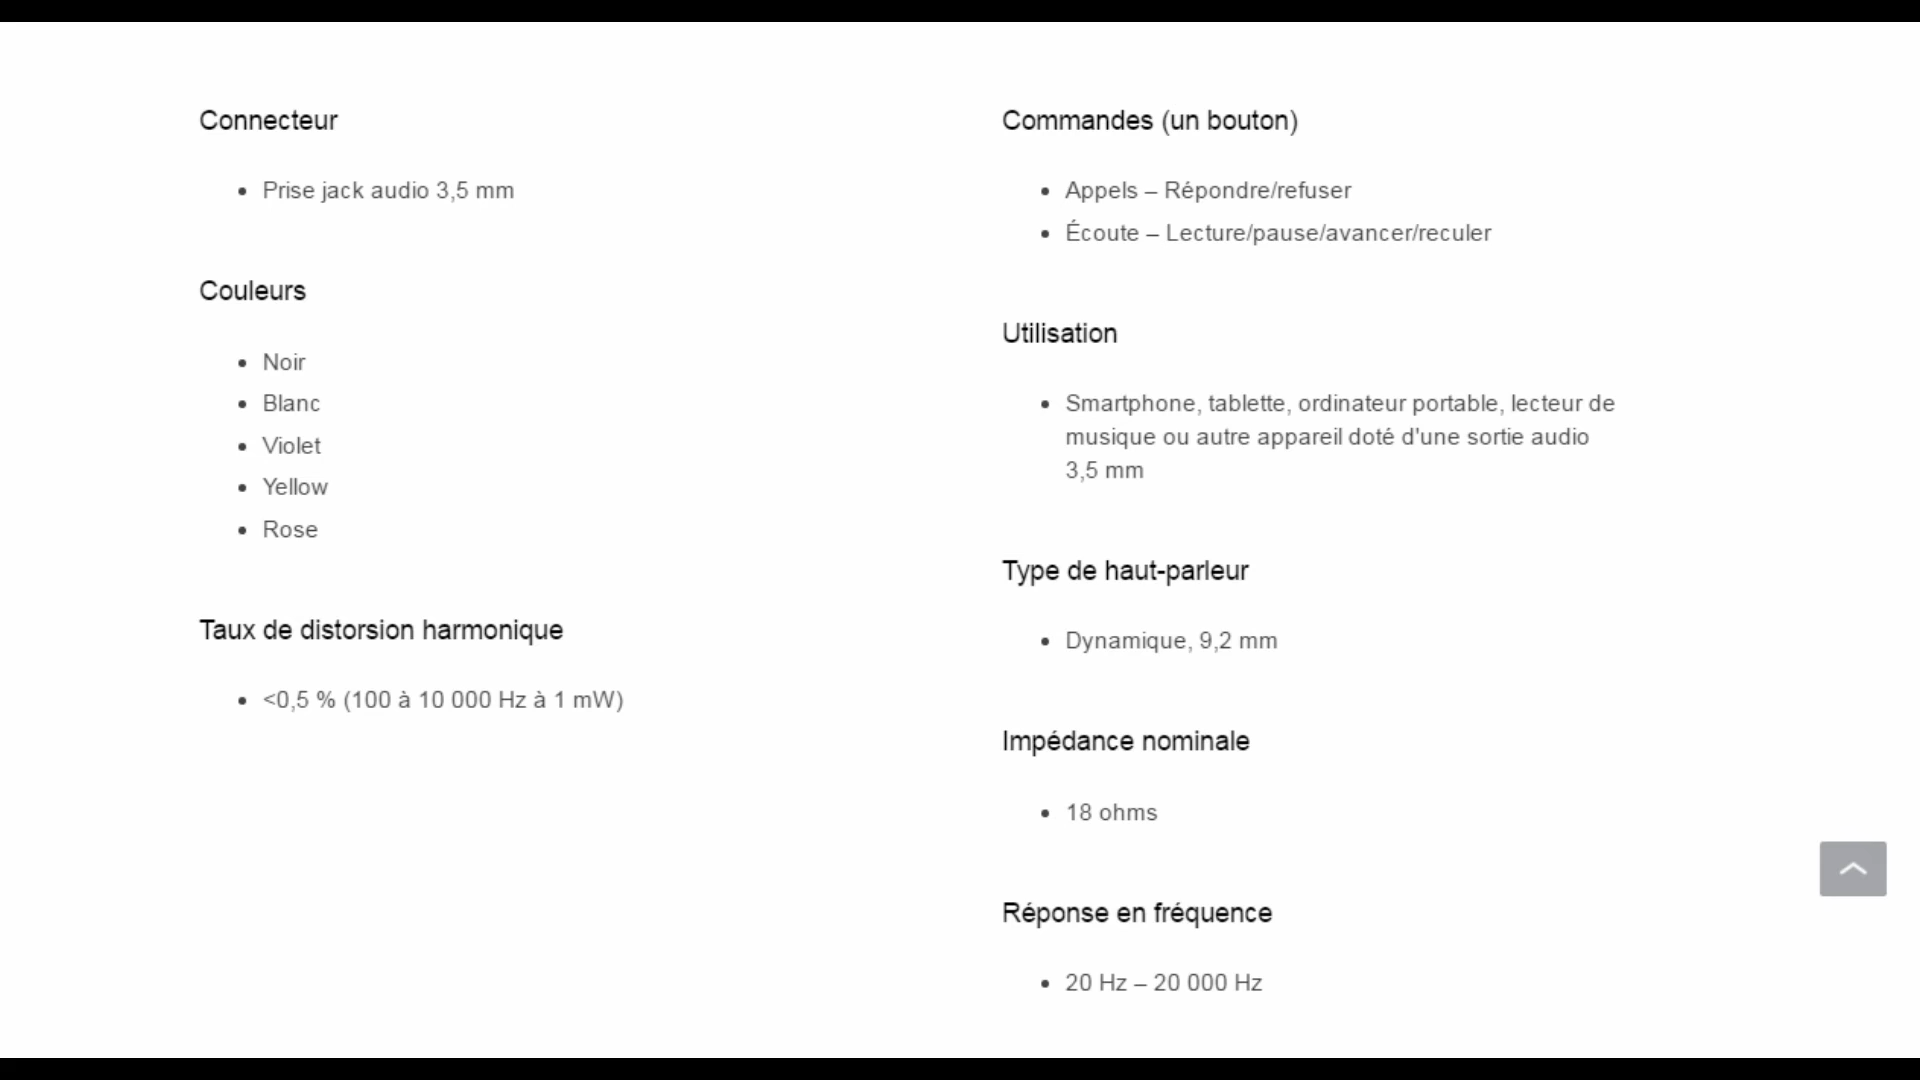 Connecteur
Prise jack audio 3,5 mm
Couleurs
Noir
Blanc
Violet
Yellow
Rose
Taux de distorsion harmonique
<0,5 % (100 à 10 000 Hz à 1 mW)
Commandes (un bouton)
Appels – Répondre/refuser
Écoute – Lecture/pause/avancer/reculer
Utilisation
Smartphone, tablette, ordinateur portable, lecteur de
musique ou autre appareil doté d'une sortie audio
3,5 mm
Type de haut-parleur
Dynamique, 9,2 mm
Impédance nominale
18 ohms
Réponse en fréquence
20 Hz – 20 000 Hz